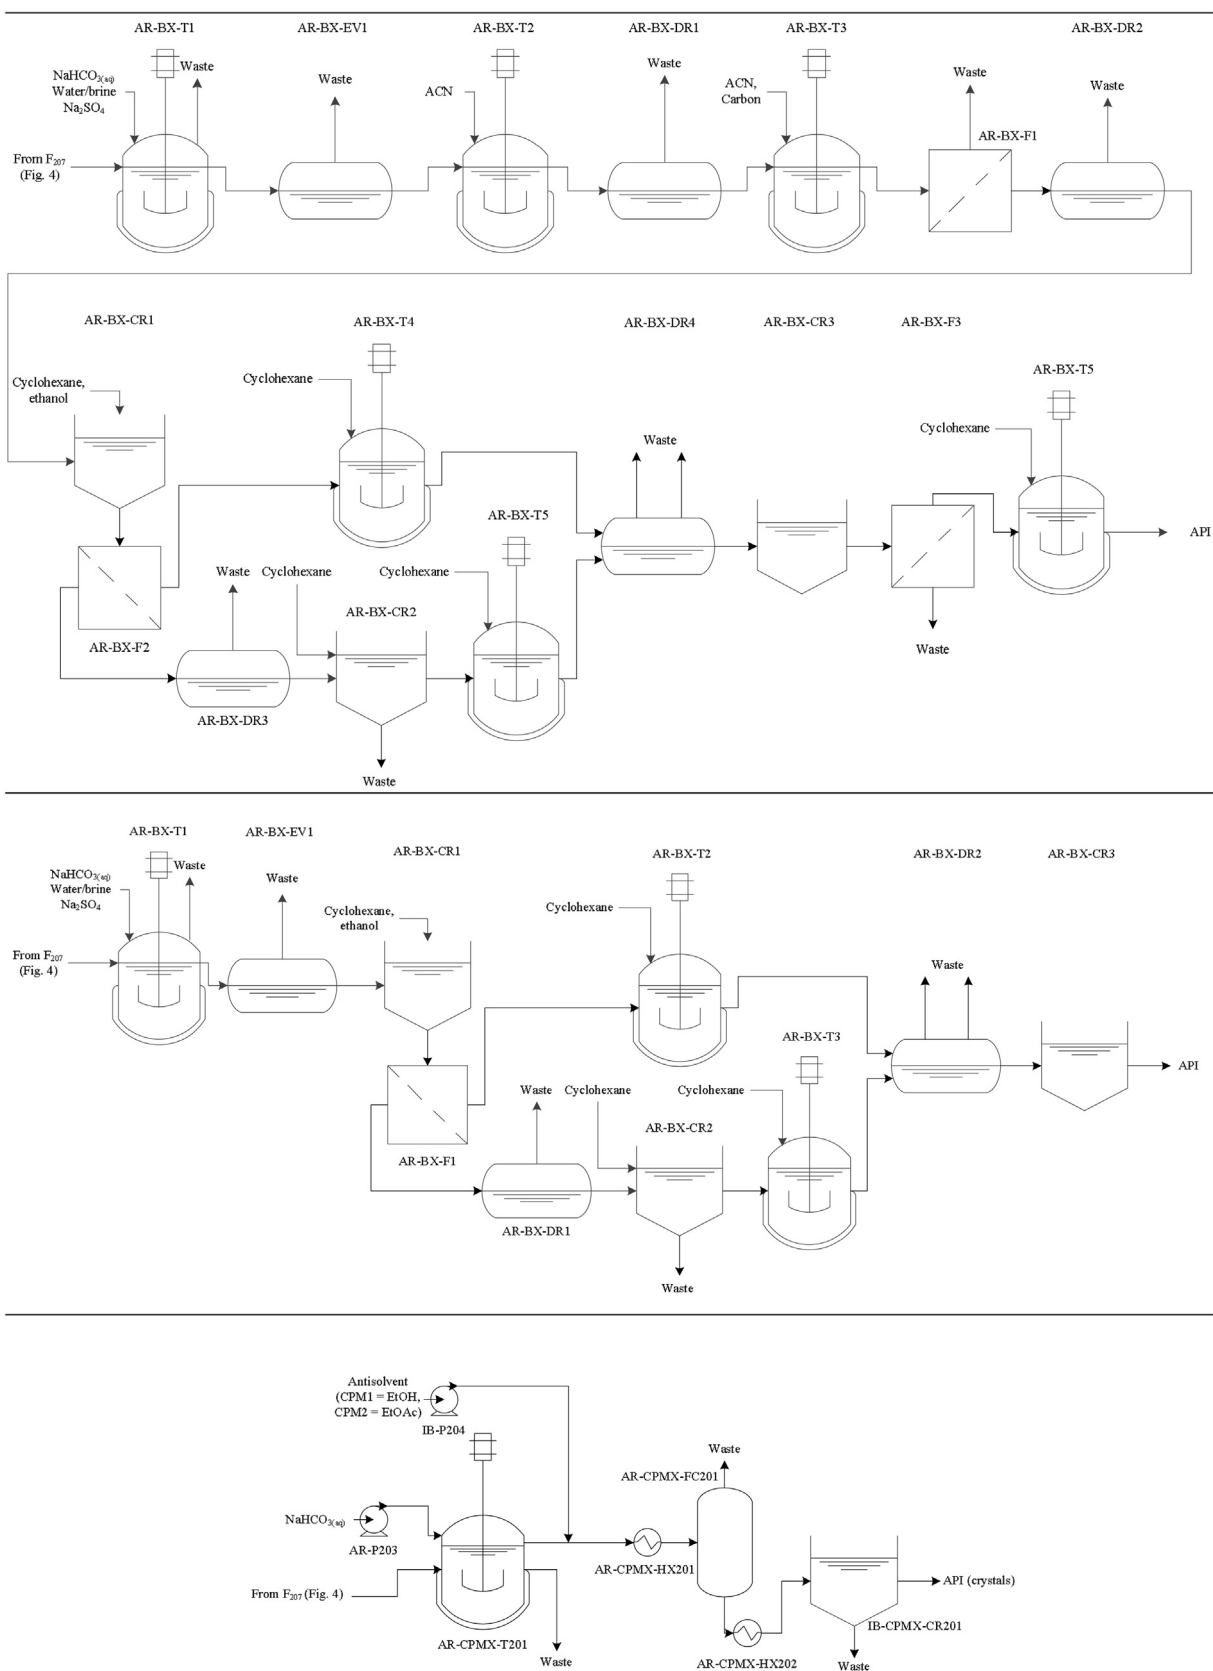 AR-BX-T1
AR-BX-EV1
AR-BX-T2
AR-BX-DR1
AR-BX-T3
AR-BX-DR2
NaHCO3(aq)
Water/brine
Na2SO4
Waste
Waste
ACN
Waste
ACN,
Carbon
Waste
Waste
AR-BX-F1
From F207
(Fig. 4)
AR-BX-CR1
AR-BX-T4
AR-BX-DR4
AR-BX-CR3
AR-BX-F3
AR-BX-T5
Cyclohexane,
ethanol
Cyclohexane
Waste
Cyclohexane
AR-BX-T5
API
Waste
Cyclohexane
Cyclohexane
AR-BX-CR2
AR-BX-F2
Waste
AR-BX-DR3
Waste
AR-BX-T1
AR-BX-EV1
AR-BX-CR1
AR-BX-T2
AR-BX-DR2
AR-BX-CR3
NaHCO3(aq)
Water/brine
Na2SO4
Waste
Waste
Cyclohexane,
ethanol
Cyclohexane
From F207
(Fig. 4)
Waste
AR-BX-T3
API
Waste
Cyclohexane
Cyclohexane
AR-BX-CR2
AR-BX-F1
AR-BX-DR1
Waste
Antisolvent
(CPM1 = EtOH,
CPM2 = EtOAc)
IB-P204
Waste
AR-CPMX-FC201
NaHCO3(aq)
AR-P203
AR-CPMX-HX201
From F207 (Fig. 4)
API (crystals)
IB-CPMX-CR201
AR-CPMX-T201
Waste
AR-CPMX-HX202
Waste